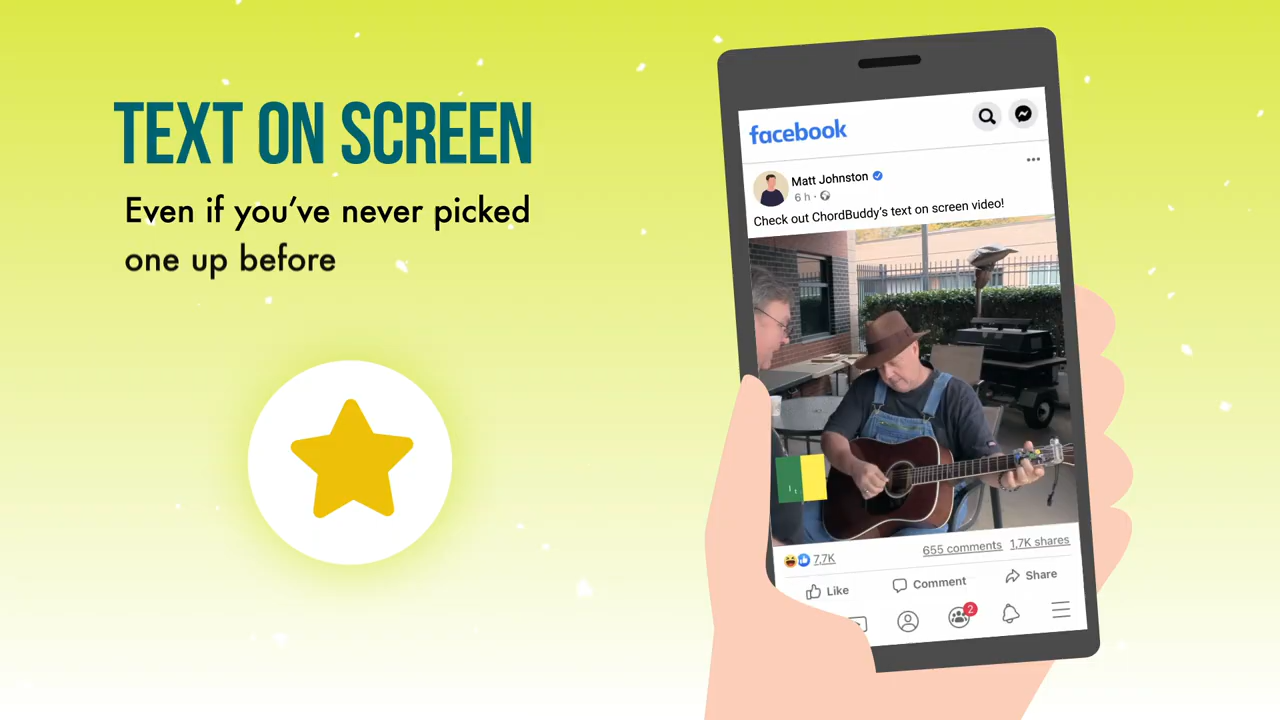 TEXT ON SCREEN
Even if you've never picked
one up before
facebook
Matt Johnston
6 h ·
Check out ChordBuddy's text on screen video!
7,7K
655 comments
1,7K shares
Like
Comment
Share
2